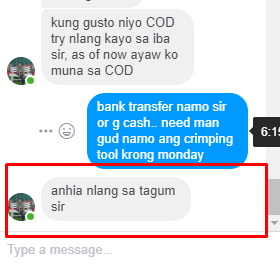 kung gusto niyo COD
try nlang kayo sa iba
sir, as of now ayaw ko
muna sa COD
bank transfer namo sir
or g cash.. need man
gud namo ang crimping
tool krong monday
6:15
anhia nlang sa tagum
sir
Type a message...